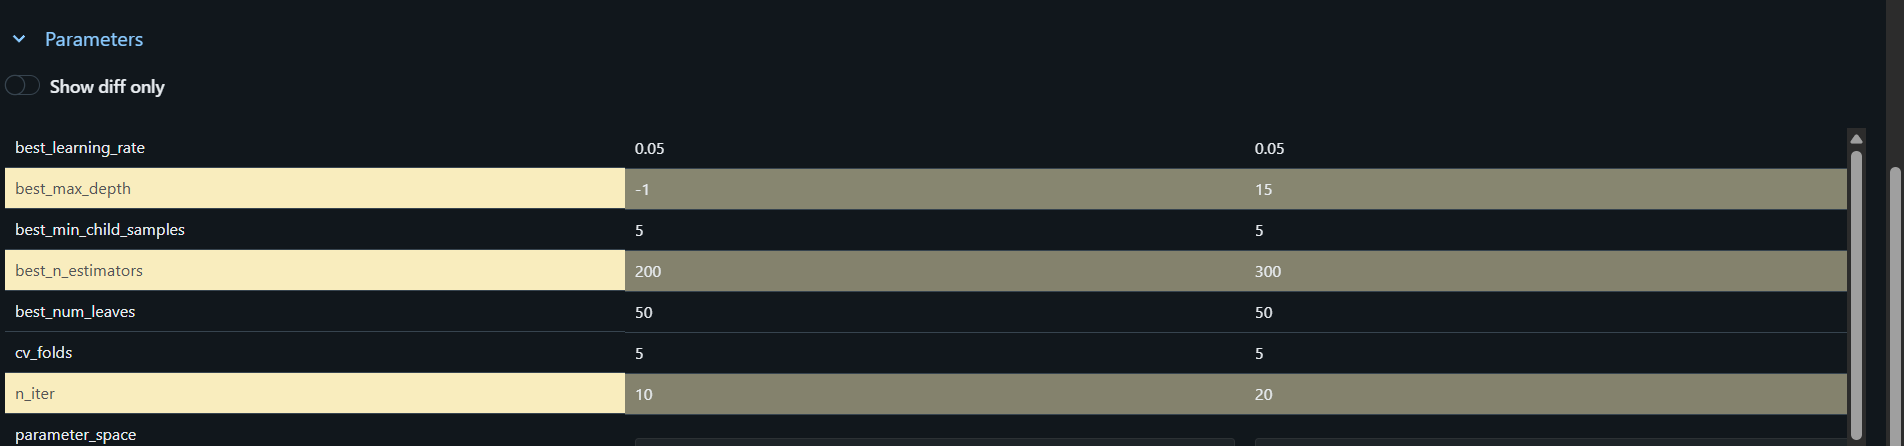 Parameters
Show diff only
best_learning_rate 0.05 0.05
best_max_depth -1 15
best_min_child_samples 5 5
best_n_estimators 200 300
best_num_leaves 50 50
cv_folds 5 5
n_iter 10 20
parameter_space